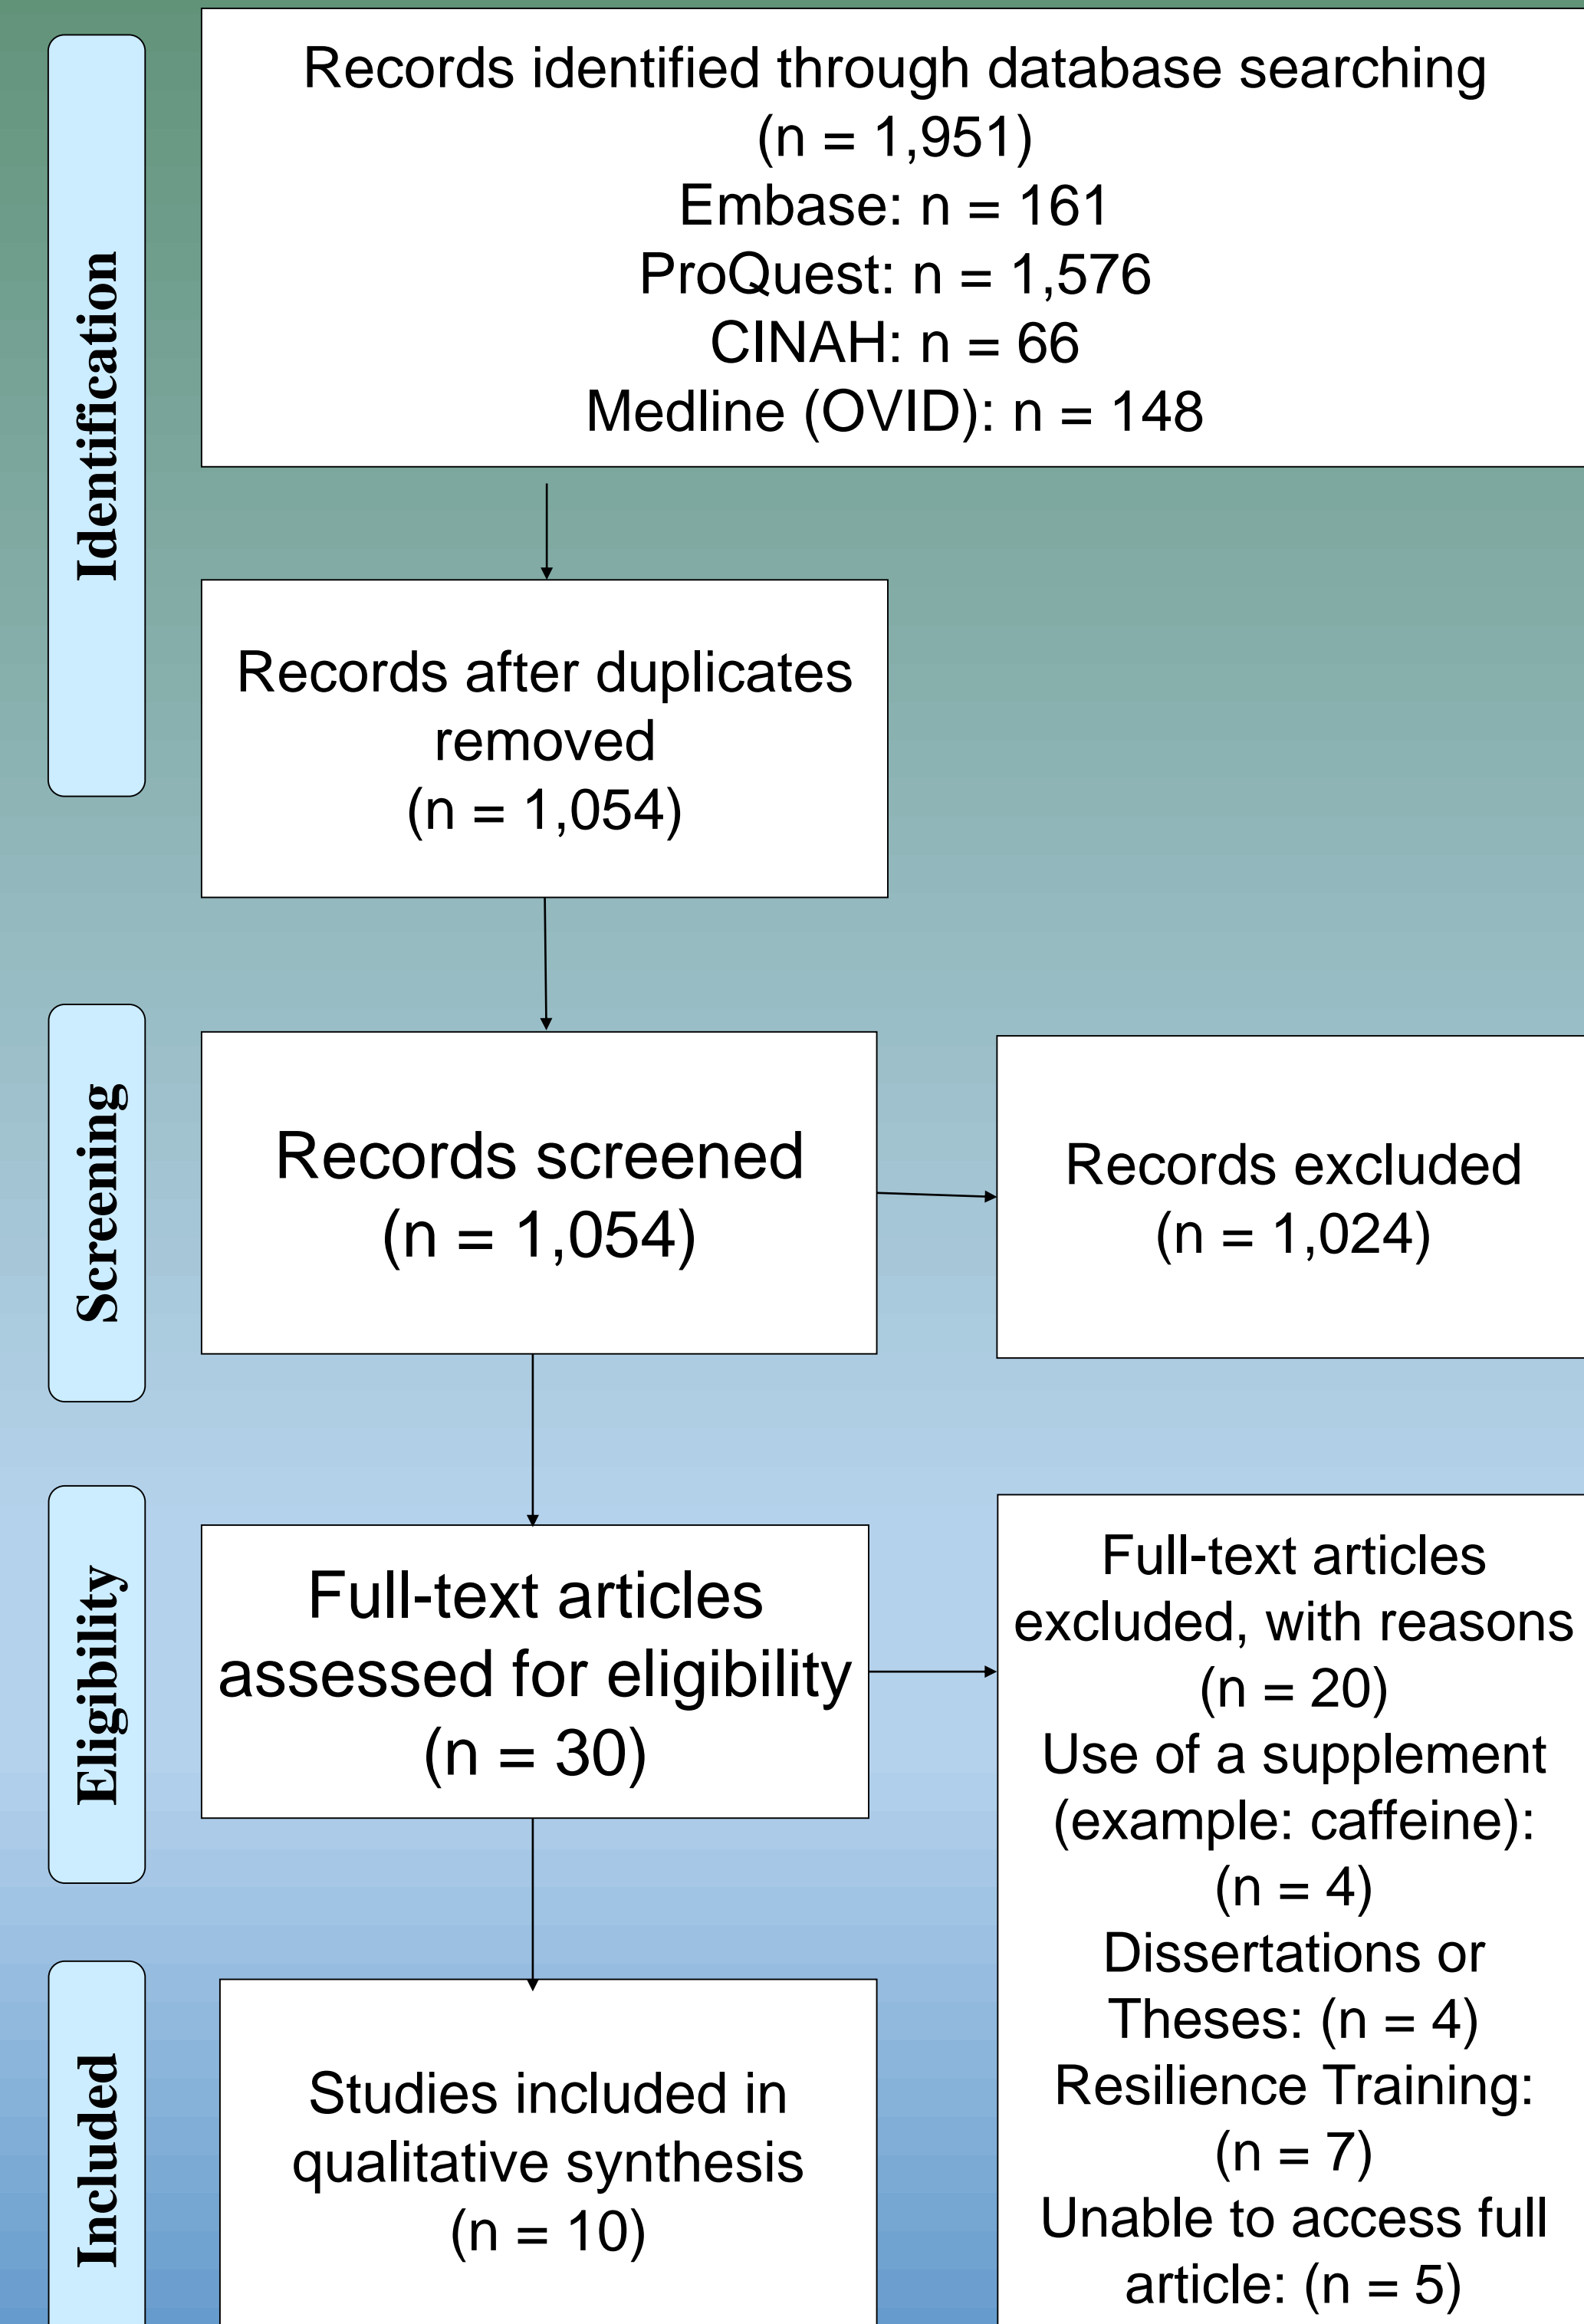 Identification
Records identified through database searching
(n = 1,951)
Embase: n = 161
ProQuest: n = 1,576
CINAH: n = 66
Medline (OVID): n = 148
Records after duplicates
removed
(n = 1,054)
Screening
Records screened
(n = 1,054)
Records excluded
(n = 1,024)
Eligibility
Full-text articles
assessed for eligibility
(n = 30)
Full-text articles
excluded, with reasons
(n = 20)
Use of a supplement
(example: caffeine):
(n = 4)
Dissertations or
Theses: (n = 4)
Resilience Training:
(n = 7)
Unable to access full
article: (n = 5)
Included
Studies included in
qualitative synthesis
(n = 10)